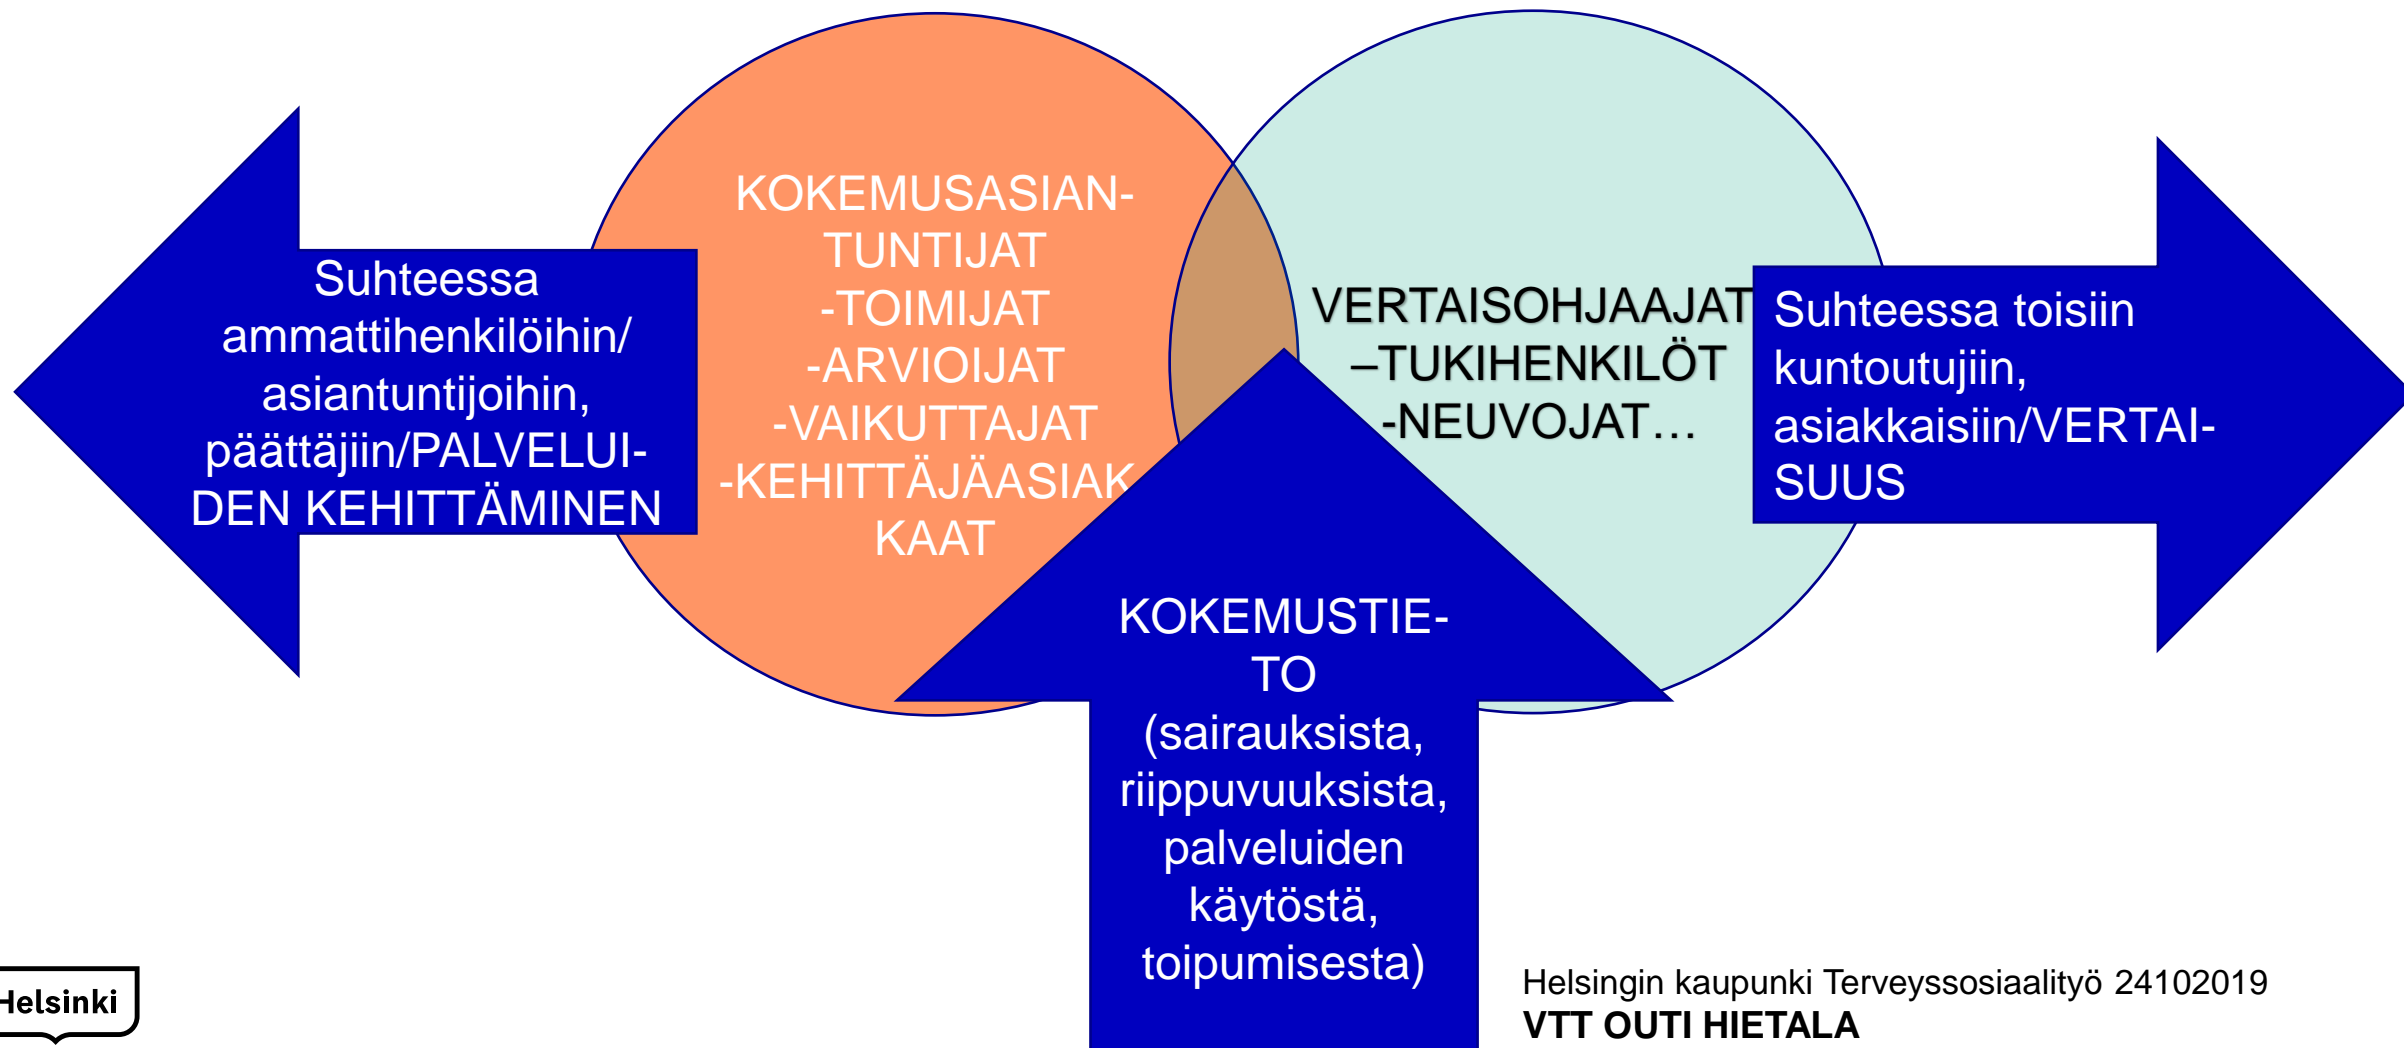 Suhteessa
ammattihenkilöihin/
asiantuntijoihin,
päättäjiin/PALVELUI-
DEN KEHITTÄMINEN
KOKEMUSASIAN-
TUNTIJAT
-TOIMIJAT
-ARVIOIJAT
-VAIKUTTAJAT
-KEHITTÄJÄASIAK
KAAT
VERTAISOHJAAJAT
–TUKIHENKILÖT
-NEUVOJAT…
Suhteessa toisiin
kuntoutujiin,
asiakkaisiin/VERTAI-
SUUS
KOKEMUSTIE-
TO
(sairauksista,
riippuvuuksista,
palveluiden
käytöstä,
toipumisesta)
Helsinki
Helsingin kaupunki Terveyssosiaalityö 24102019
VTT OUTI HIETALA